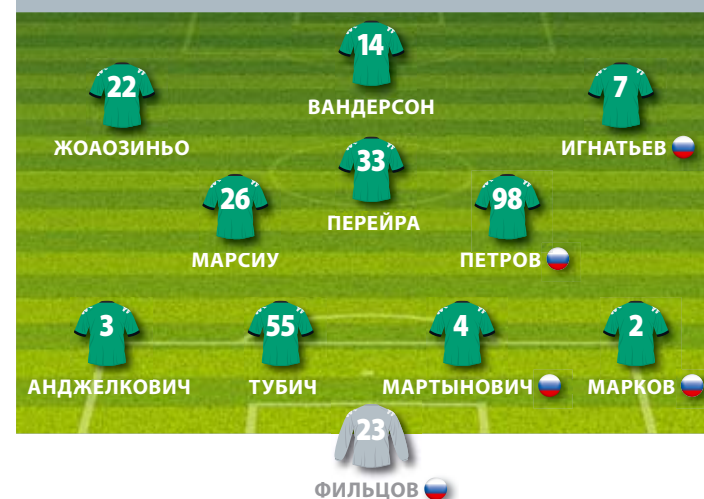 14
ВАНДЕРСОН
22
ЖОАОЗИНЬО
7
ИГНАТЬЕВ
33
ПЕРЕЙРА
26
МАРСИУ
98
ПЕТРОВ
3
АНДЖЕЛКОВИЧ
55
ТУБИЧ
4
МАРТЫНОВИЧ
2
МАРКОВ
23
ФИЛЬЦОВ